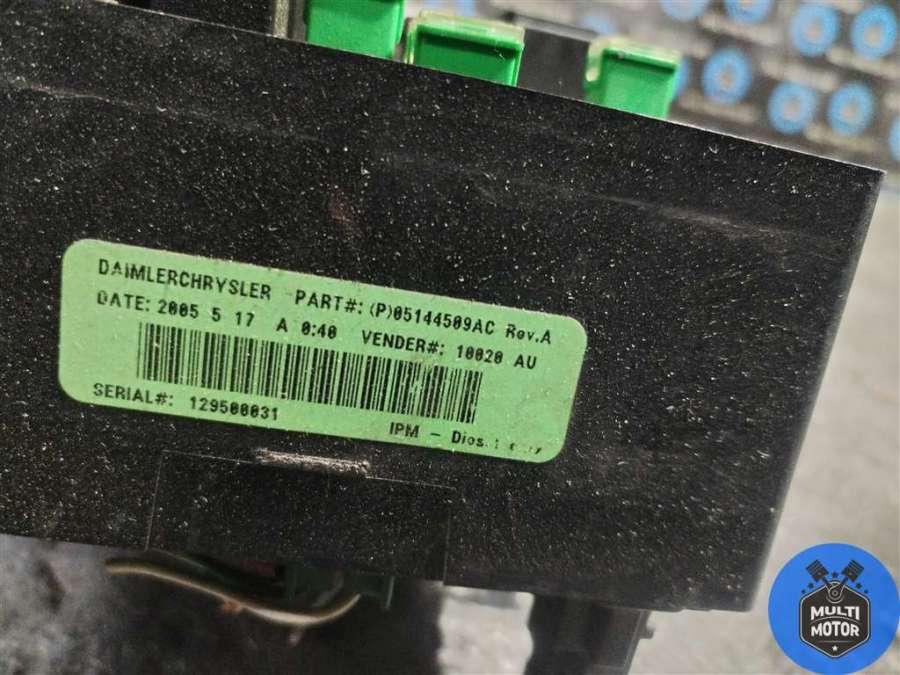 DAIMLERCHRYSLER PART#: (P)05144509AC Rev.A
DATE: 2005 5 17 A 0:40 VENDER#: 10020 AU
SERIAL#: 129500031
IPM -
MULTI
MOTOR